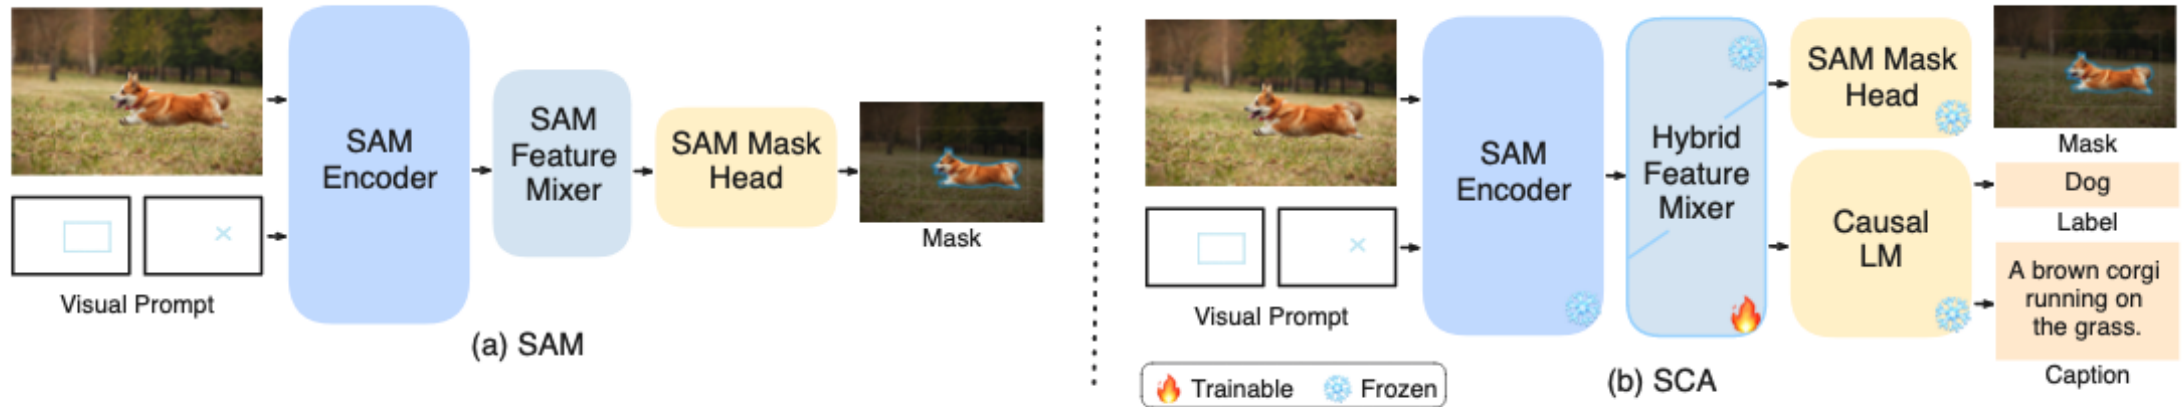 SAM
Encoder
SAM
Feature
Mixer
SAM Mask
Head
Mask
Visual Prompt
(a) SAM
SAM
Encoder
Hybrid
Feature
Mixer
SAM Mask
Head
Causal
LM
Mask
Dog
Label
A brown corgi
running on
the grass.
Caption
Visual Prompt
Trainable
Frozen
(b) SCA